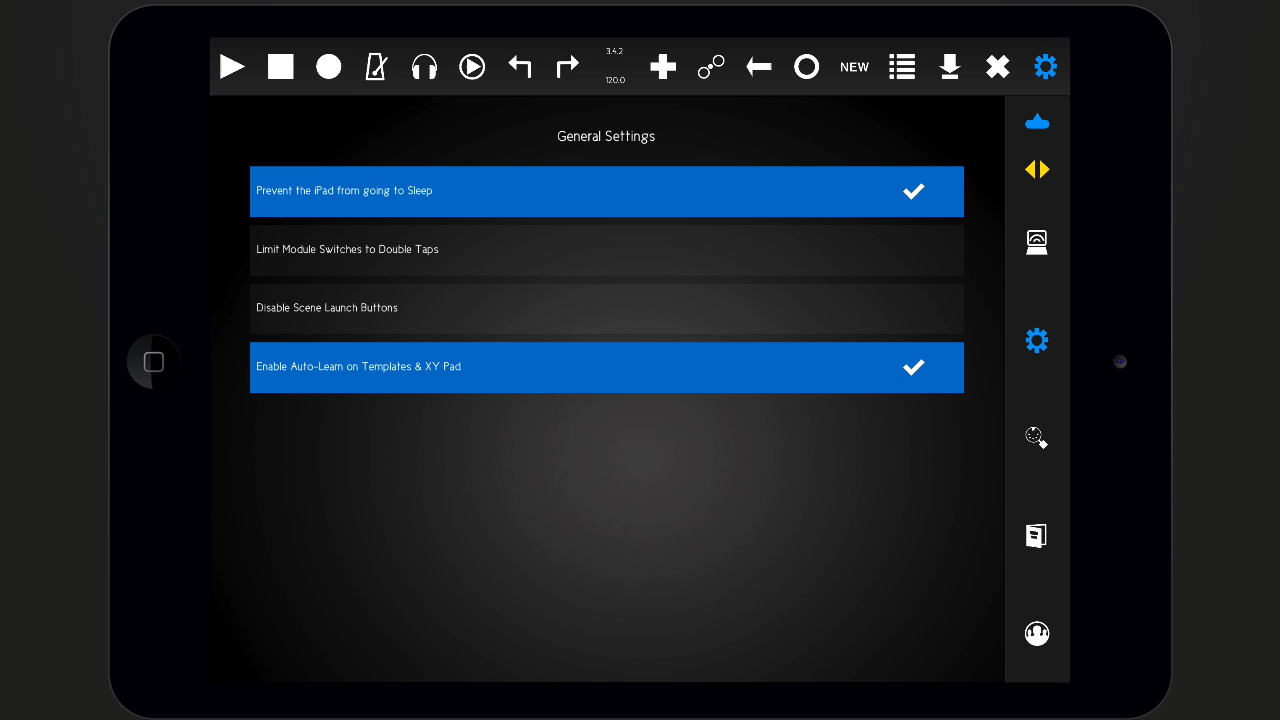 3.4.2
120.0
NEW
General Settings
Prevent the iPad from going to Sleep
Limit Module Switches to Double Taps
Disable Scene Launch Buttons
Enable Auto-Learn on Templates & XY Pad